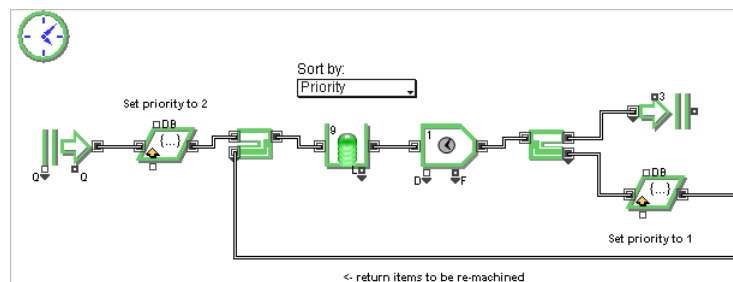 Sort by:
Priority
Set priority to 2
DB
{...}
9
1
3
Q
Q
L
D
F
DB
{...}
Set priority to 1
<- return items to be re-machined